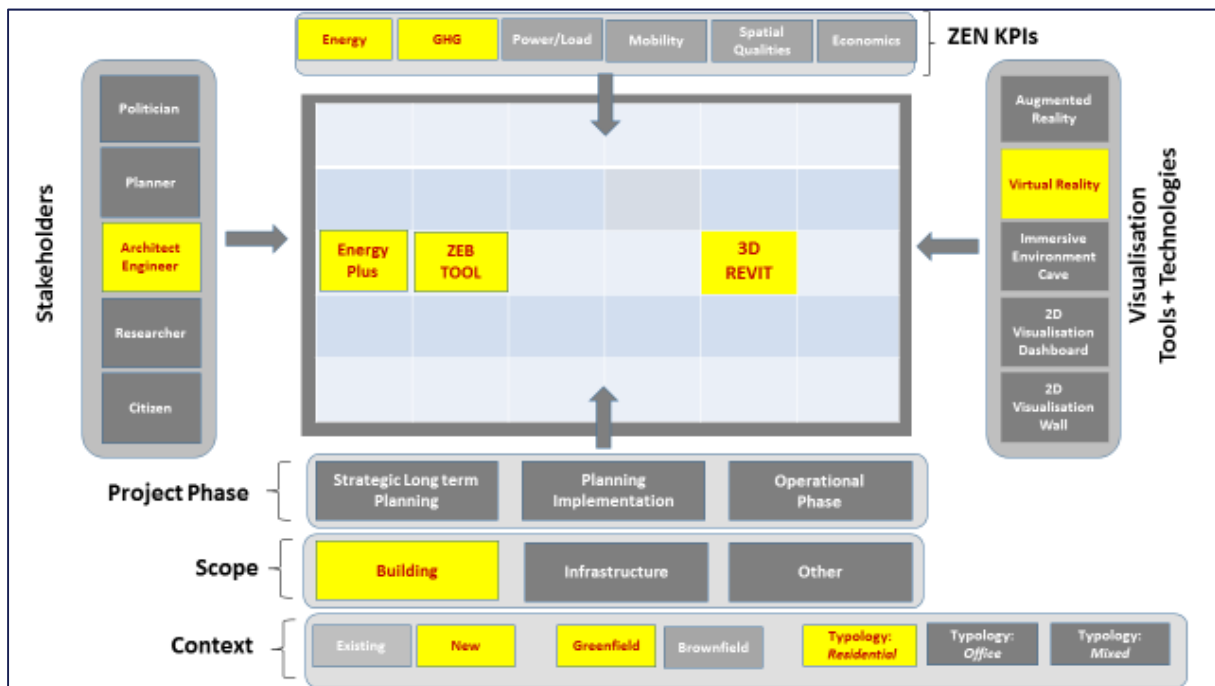 Energy
GHG
Power/Load
Mobility
Spatial
Qualities
Economics
ZEN KPIs
Stakeholders
Politician
Planner
Architect
Engineer
Researcher
Citizen
Energy
Plus
ZEB
TOOL
3D
REVIT
Augmented
Reality
Virtual Reality
Immersive
Environment
Cave
2D
Visualisation
Dashboard
2D
Visualisation
Wall
Visualisation
Tools + Technologies
Project Phase
Strategic Long term
Planning
Planning
Implementation
Operational
Phase
Scope
Building
Infrastructure
Other
Context
Existing
New
Greenfield
Brownfield
Typology:
Residential
Typology:
Office
Typology:
Mixed